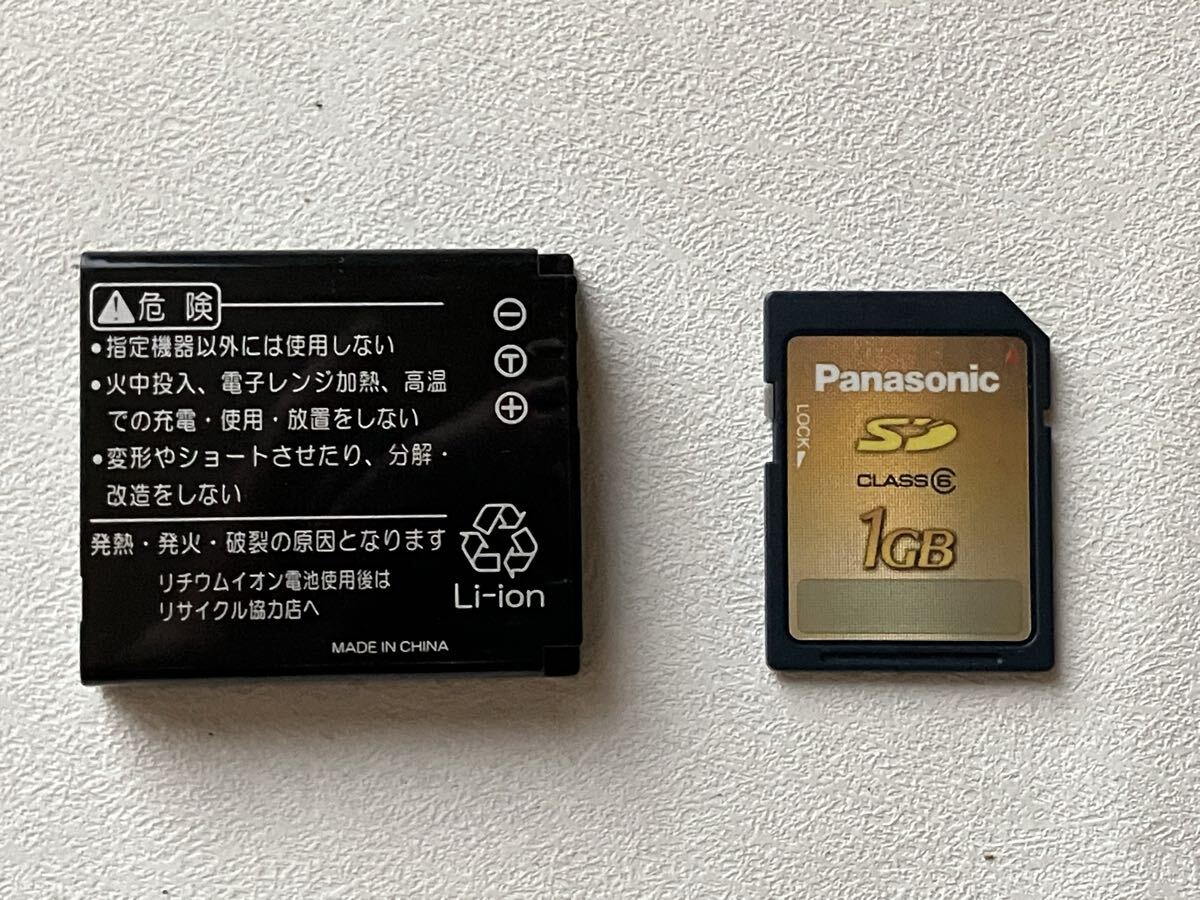 危険
•指定機器以外には使用しない
•火中投入、電子レンジ加熱、高温
での充電・使用・放置をしない
•変形やショートさせたり、分解・
改造をしない
発熱・発火・破裂の原因となります
リチウムイオン電池使用後は
リサイクル協力店へ
MADE IN CHINA
T
Li-ion
Panasonic
LOCK
SD
CLASS 6
1GB